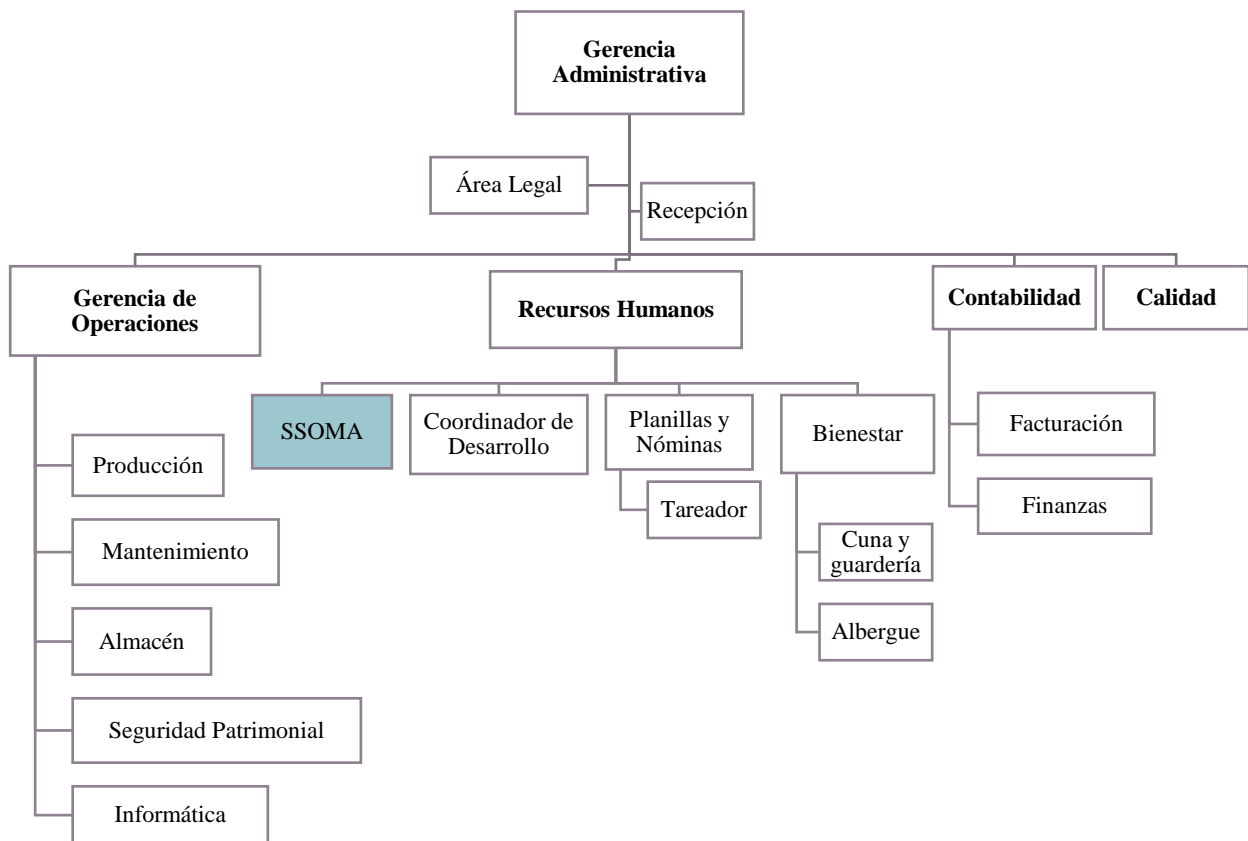 Gerencia
Administrativa
Área Legal
Recepción
Gerencia de
Operaciones
Recursos Humanos
Contabilidad
Calidad
SSOMA
Coordinador de
Desarrollo
Planillas y
Nóminas
Bienestar
Facturación
Producción
Tareador
Finanzas
Mantenimiento
Cuna y
guardería
Almacén
Albergue
Seguridad Patrimonial
Informática